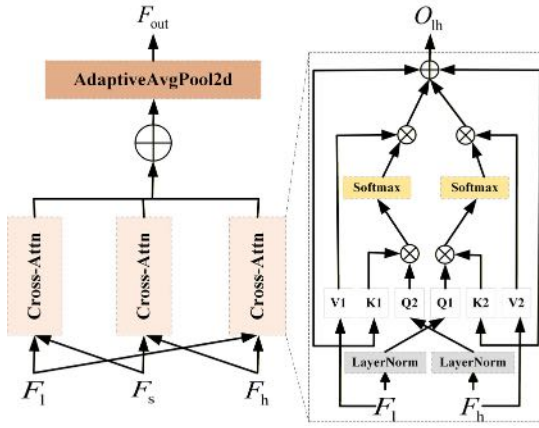 F_out
AdaptiveAvgPool2d
Cross-Attn
Cross-Attn
Cross-Attn
F_l
F_s
F_h
O_lh
Softmax
Softmax
V1 K1 Q2 Q1 K2 V2
LayerNorm
LayerNorm
F_l
F_h